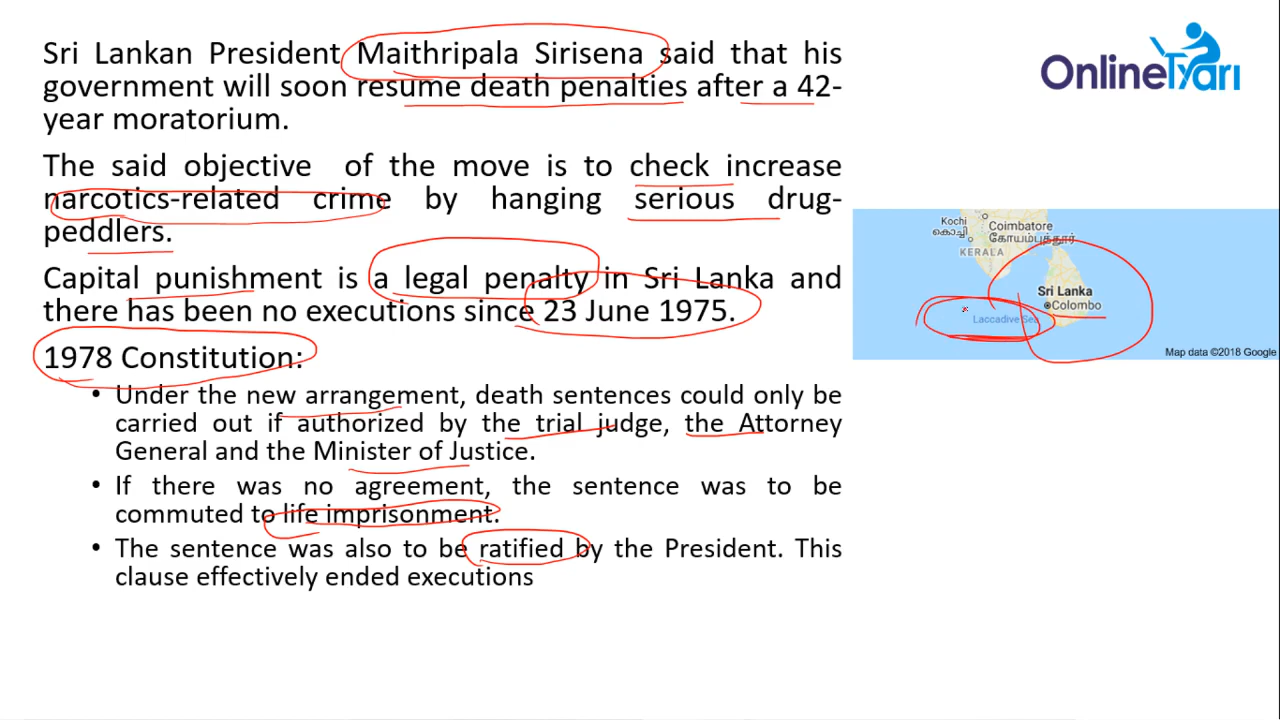 Sri Lankan President Maithripala Sirisena said that his
government will soon resume death penalties after a 42-
year moratorium.
The said objective of the move is to check increase
narcotics-related crime by hanging serious drug-
peddlers.
Capital punishment is a legal penalty in Sri Lanka and
there has been no executions since 23 June 1975.
1978 Constitution:
• Under the new arrangement, death sentences could only be
carried out if authorized by the trial judge, the Attorney
General and the Minister of Justice.
• If there was no agreement, the sentence was to be
commuted to life imprisonment.
• The sentence was also to be ratified by the President. This
clause effectively ended executions
OnlineTyari
Kochi
കൊച്ചി
Coimbatore
கோயம்புத்தூர்
KERALA
Sri Lanka
Colombo
Laccadive Sea
Map data ©2018 Google